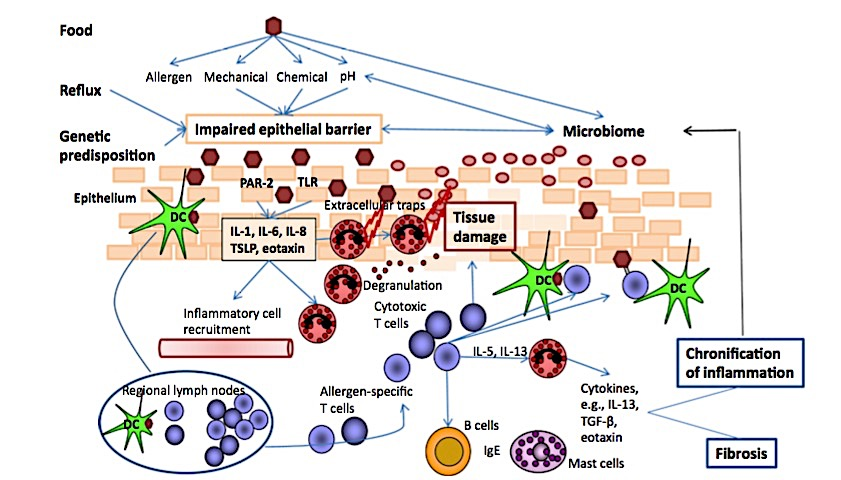 Food
Allergen
Mechanical
Chemical
pH
Reflux
Impaired epithelial barrier
Microbiome
Genetic
predisposition
PAR-2
TLR
Epithellum
Extracellular traps
DC
IL-1, IL-6, IL-8
TSLP, eotaxin
Tissue
damage
DC
DC
Degranulation
Inflammatory cell
recruitment
Cytotoxic
T cells
IL-5, IL-13
Chronification
of inflammation
Regional lymph nodes
DC
Allergen-specific
T cells
Cytokines,
e.g., IL-13,
TGF-β,
eotaxin
B cells
IgE
Mast cells
Fibrosis